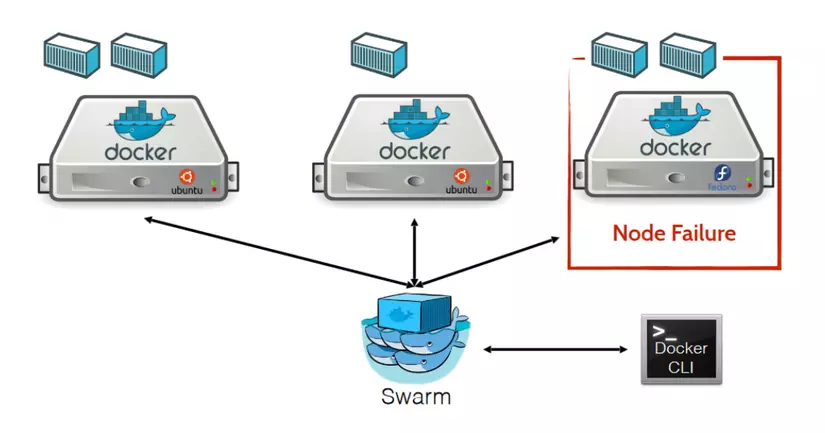 docker
ubuntu
docker
ubuntu
docker
fedora
Node Failure
Swarm
>_
Docker
CLI